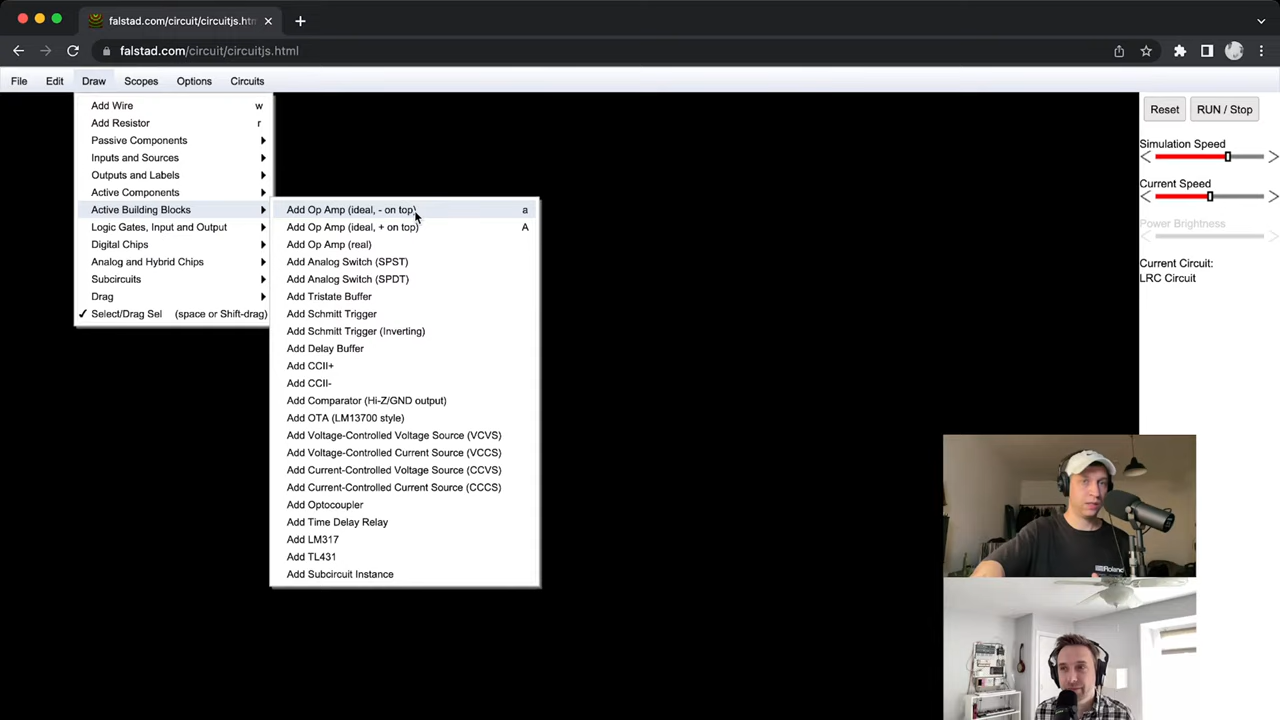 falstad.com/circuit/circuitjs.htm
falstad.com/circuit/circuitjs.html
File Edit Draw Scopes Options Circuits
Add Wire w
Add Resistor r
Passive Components
Inputs and Sources
Outputs and Labels
Active Components
Active Building Blocks
Logic Gates, Input and Output
Digital Chips
Analog and Hybrid Chips
Subcircuits
Drag
Select/Drag Sel (space or Shift-drag)
Add Op Amp (ideal, - on top) a
Add Op Amp (ideal, + on top) A
Add Op Amp (real)
Add Analog Switch (SPST)
Add Analog Switch (SPDT)
Add Tristate Buffer
Add Schmitt Trigger
Add Schmitt Trigger (Inverting)
Add Delay Buffer
Add CCII+
Add CCII-
Add Comparator (Hi-Z/GND output)
Add OTA (LM13700 style)
Add Voltage-Controlled Voltage Source (VCVS)
Add Voltage-Controlled Current Source (VCCS)
Add Current-Controlled Voltage Source (CCVS)
Add Current-Controlled Current Source (CCCS)
Add Optocoupler
Add Time Delay Relay
Add LM317
Add TL431
Add Subcircuit Instance
Reset RUN / Stop
Simulation Speed
Current Speed
Power Brightness
Current Circuit:
LRC Circuit
Roland